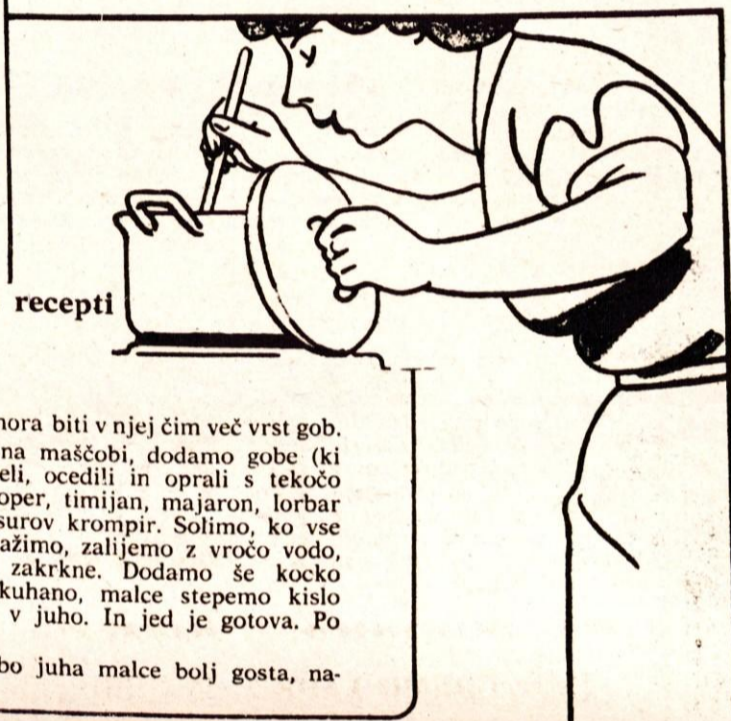 recepti
mora biti v njej čim več vrst gob.
na maščobi, dodamo gobe (ki
eli, ocedili in oprali s tekočo
oper, timijan, majaron, lorbar
surov krompir. Solimo, ko vse
ažimo, zalijemo z vročo vodo,
zakrkne. Dodamo še kocko
kuhano, malce stepemo kislo
v juho. In jed je gotova. Po
bo juha malce bolj gosta, na-